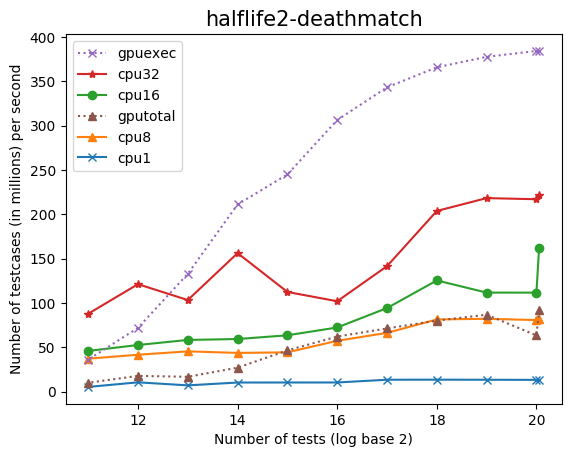 halflife2-deathmatch
Number of testcases (in millions) per second
400
350
300
250
200
150
100
50
0
gpuexec
cpu32
cpu16
gputotal
cpu8
cpu1
12
14
16
18
20
Number of tests (log base 2)